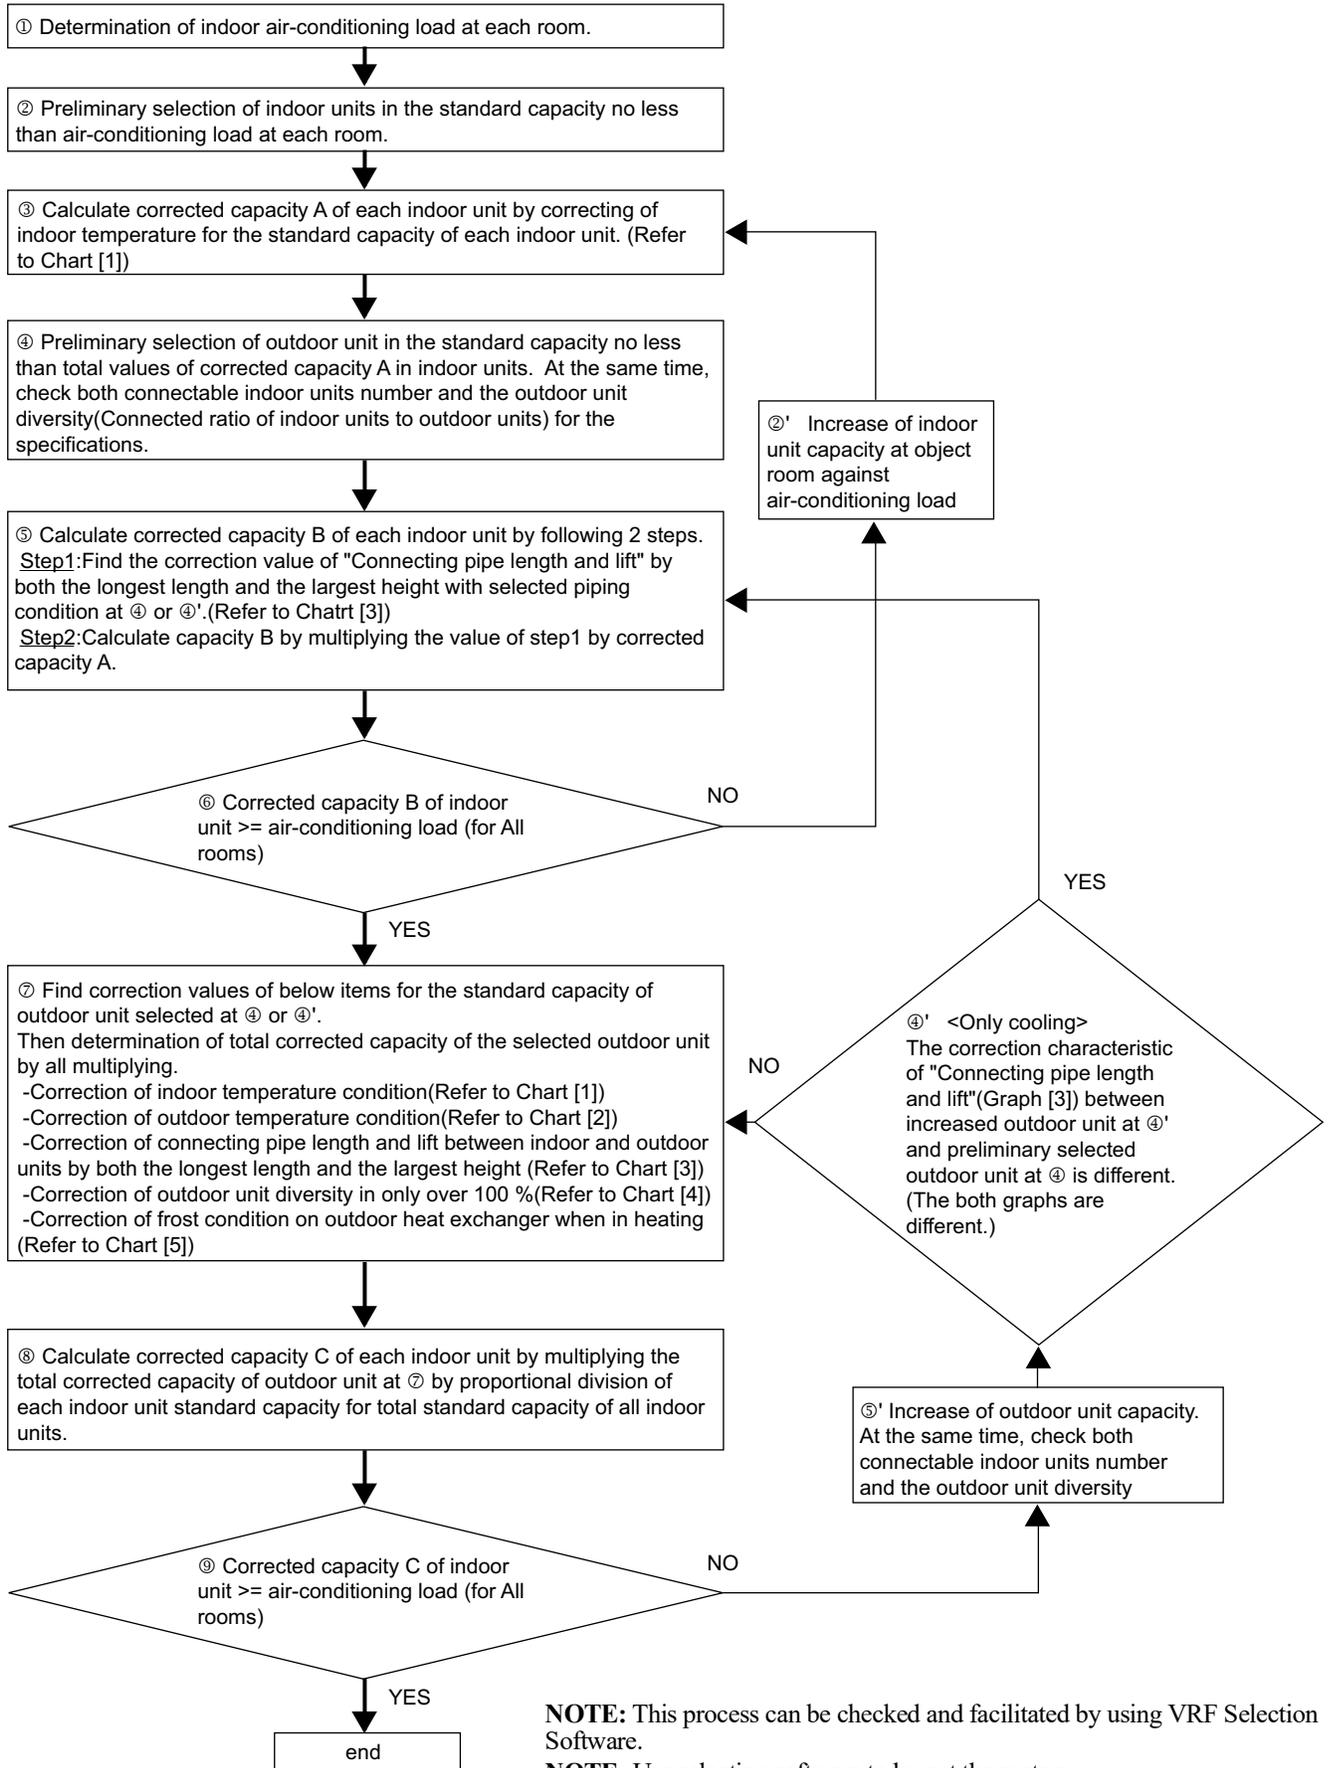 ① Determination of indoor air-conditioning load at each room.
② Preliminary selection of indoor units in the standard capacity no less
than air-conditioning load at each room.
③ Calculate corrected capacity A of each indoor unit by correcting of
indoor temperature for the standard capacity of each indoor unit. (Refer
to Chart [1])
④ Preliminary selection of outdoor unit in the standard capacity no less
than total values of corrected capacity A in indoor units.  At the same time,
check both connectable indoor units number and the outdoor unit
diversity(Connected ratio of indoor units to outdoor units) for the
specifications.
②'   Increase of indoor
unit capacity at object
room against
air-conditioning load
⑤ Calculate corrected capacity B of each indoor unit by following 2 steps.
Step1:Find the correction value of "Connecting pipe length and lift" by
both the longest length and the largest height with selected piping
condition at ④ or ④'.(Refer to Chatrt [3])
Step2:Calculate capacity B by multiplying the value of step1 by corrected
capacity A.
⑥ Corrected capacity B of indoor
unit >= air-conditioning load (for All
rooms)
NO
YES
YES
⑦ Find correction values of below items for the standard capacity of
outdoor unit selected at ④ or ④'.
Then determination of total corrected capacity of the selected outdoor unit
by all multiplying.
-Correction of indoor temperature condition(Refer to Chart [1])
-Correction of outdoor temperature condition(Refer to Chart [2])
-Correction of connecting pipe length and lift between indoor and outdoor
units by both the longest length and the largest height (Refer to Chart [3])
-Correction of outdoor unit diversity in only over 100 %(Refer to Chart [4])
-Correction of frost condition on outdoor heat exchanger when in heating
(Refer to Chart [5])
NO
④'   <Only cooling>
The correction characteristic
of "Connecting pipe length
and lift"(Graph [3]) between
increased outdoor unit at ④'
and preliminary selected
outdoor unit at ④ is different.
(The both graphs are
different.)
⑧ Calculate corrected capacity C of each indoor unit by multiplying the
total corrected capacity of outdoor unit at ⑦ by proportional division of
each indoor unit standard capacity for total standard capacity of all indoor
units.
⑤' Increase of outdoor unit capacity.
At the same time, check both
connectable indoor units number
and the outdoor unit diversity
⑨ Corrected capacity C of indoor
unit >= air-conditioning load (for All
rooms)
NO
YES
end
NOTE: This process can be checked and facilitated by using VRF Selection
Software.